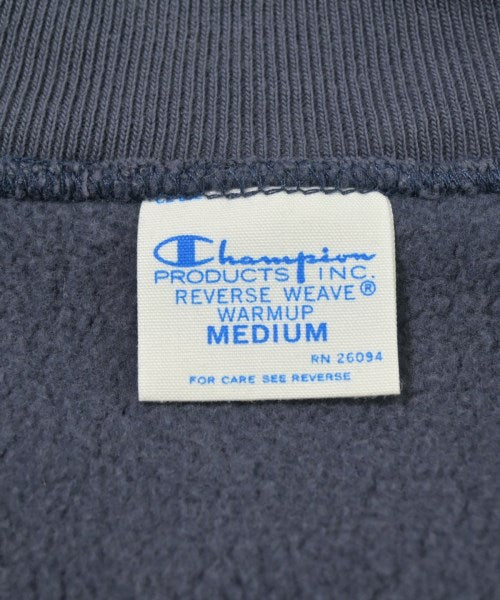 Champion
PRODUCTS INC.
REVERSE WEAVE®
WARMUP
MEDIUM
RN 26094
FOR CARE SEE REVERSE